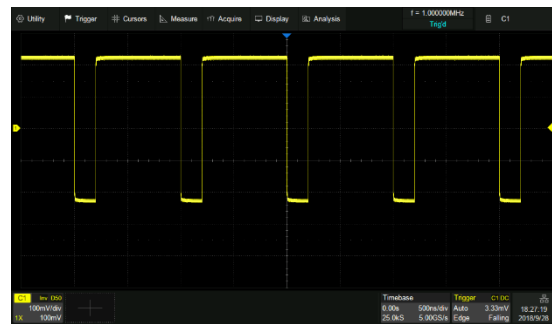 Utility Trigger Cursors Measure Acquire Display Analysis f = 1.000000MHz C1
Trig'd
C1 Inv D50 Timebase Trigger C1 DC
100mV/div 0.00s 500ns/div Auto 3.33mV 18:27:19
1X 100mV 25.0kS 5.00GS/s Edge Falling 2018/9/28